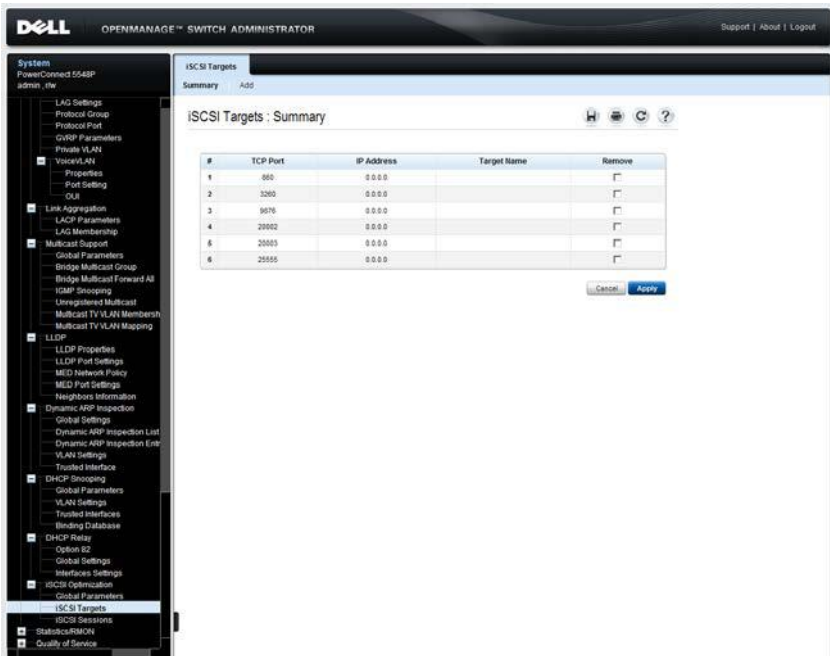 DELL OPENMANAGE™ SWITCH ADMINISTRATOR Support | About | Logout
System
PowerConnect 5548P
admin , r/w
LAG Settings
Protocol Group
Protocol Port
GVRP Parameters
Private VLAN
VoiceVLAN
Properties
Port Setting
OUI
Link Aggregation
LACP Parameters
LAG Membership
Multicast Support
Global Parameters
Bridge Multicast Group
Bridge Multicast Forward All
IGMP Snooping
Unregistered Multicast
Multicast TV VLAN Membersh
Multicast TV VLAN Mapping
LLDP
LLDP Properties
LLDP Port Settings
MED Network Policy
MED Port Settings
Neighbors Information
Dynamic ARP Inspection
Global Settings
Dynamic ARP Inspection List
Dynamic ARP Inspection Entr
VLAN Settings
Trusted Interface
DHCP Snooping
Global Parameters
VLAN Settings
Trusted Interfaces
Binding Database
DHCP Relay
Option 82
Global Settings
Interfaces Settings
iSCSI Optimization
Global Parameters
iSCSI Targets
iSCSI Sessions
Statistics/RMON
Quality of Service
iSCSI Targets
Summary Add
iSCSI Targets : Summary
# TCP Port IP Address Target Name Remove
1 860 0.0.0.0
2 3260 0.0.0.0
3 9876 0.0.0.0
4 20002 0.0.0.0
5 20003 0.0.0.0
6 25555 0.0.0.0
Cancel Apply